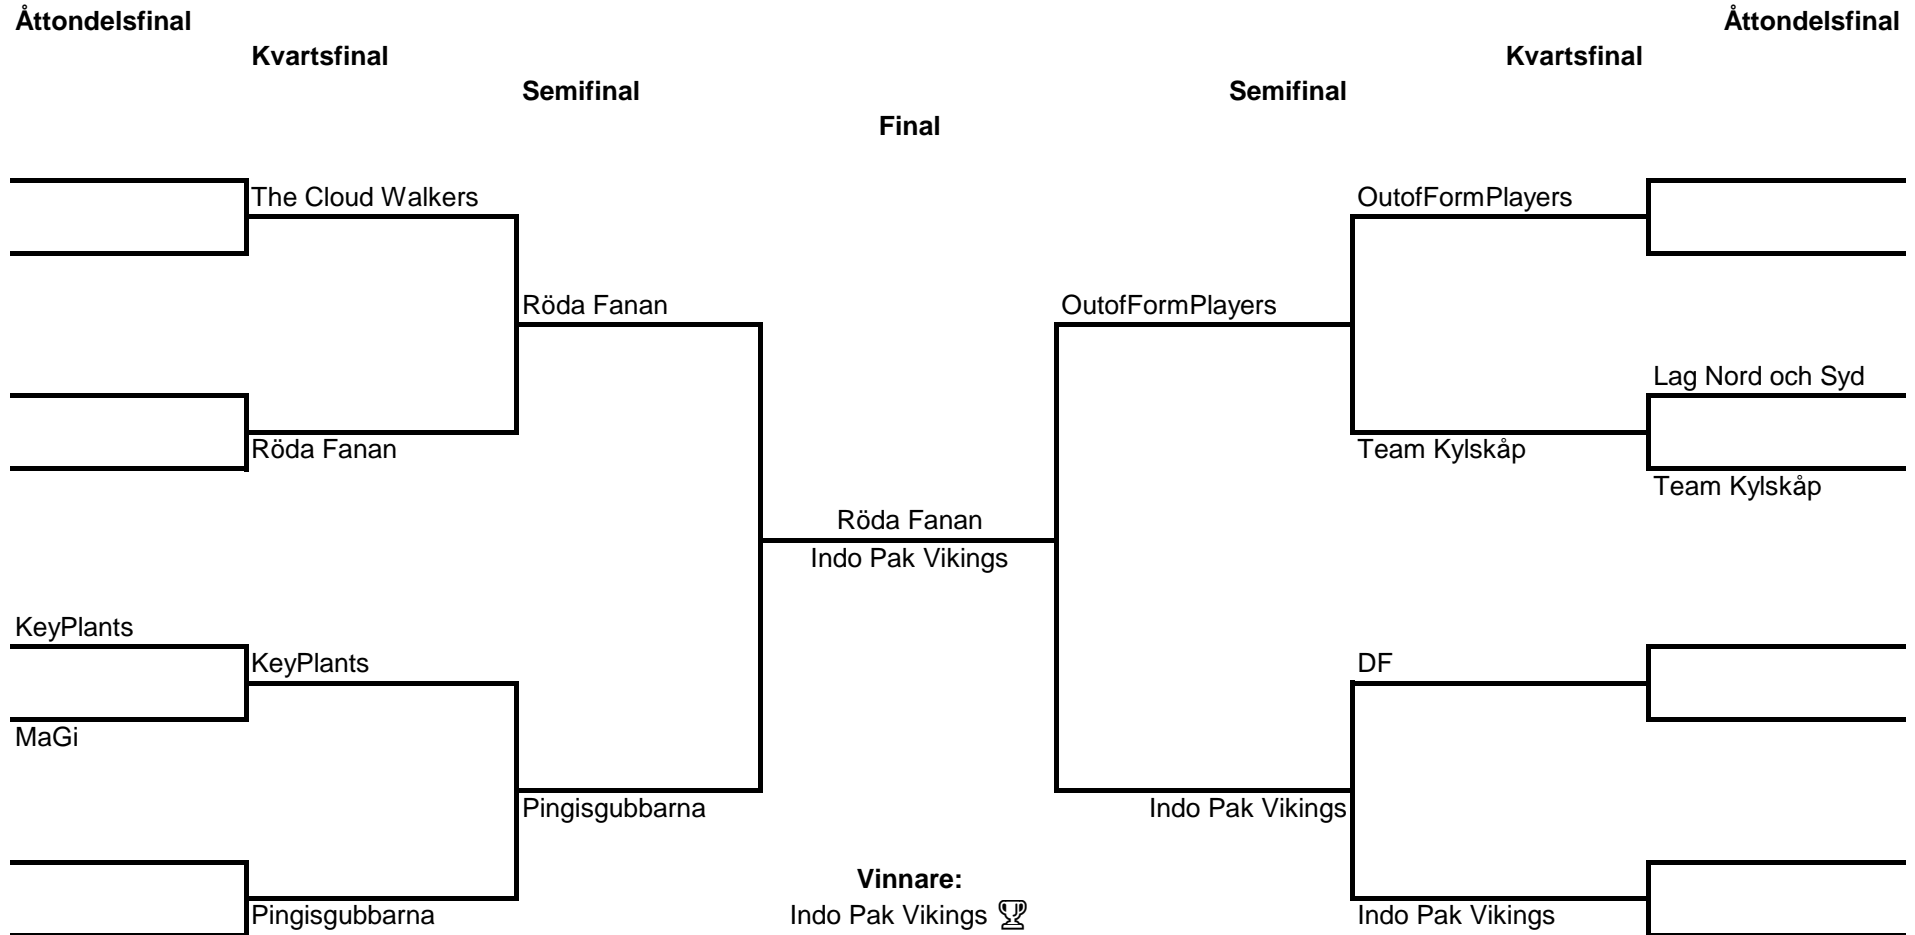 Åttondelsfinal
Åttondelsfinal
Kvartsfinal
Kvartsfinal
Semifinal
Semifinal
Final
The Cloud Walkers
OutofFormPlayers
Röda Fanan
OutofFormPlayers
Lag Nord och Syd
Röda Fanan
Team Kylskåp
Team Kylskåp
Röda Fanan
Indo Pak Vikings
KeyPlants
KeyPlants
DF
MaGi
Pingisgubbarna
Indo Pak Vikings
Vinnare:
Indo Pak Vikings 🏆
Pingisgubbarna
Indo Pak Vikings